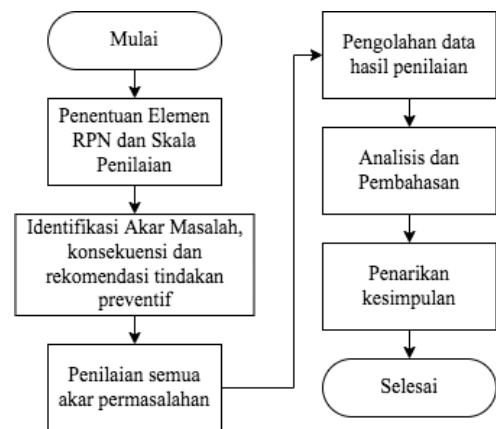 Mulai
Penentuan Elemen
RPN dan Skala
Penilaian
Identifikasi Akar Masalah,
konsekuensi dan
rekomendasi tindakan
preventif
Penilaian semua
akar permasalahan
Pengolahan data
hasil penilaian
Analisis dan
Pembahasan
Penarikan
kesimpulan
Selesai